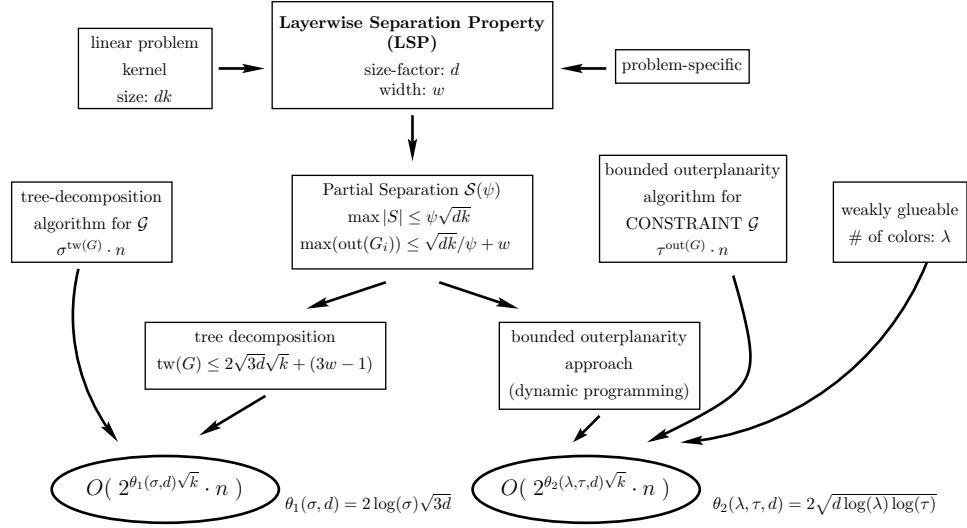 linear problem
kernel
size: dk
Layerwise Separation Property
(LSP)
size-factor: d
width: w
problem-specific
tree-decomposition
algorithm for 𝒢
σ^{tw(G)} · n
Partial Separation 𝒮(ψ)
max |S| ≤ ψ√(dk)
max(out(G_i)) ≤ √(dk)/ψ + w
bounded outerplanarity
algorithm for
CONSTRAINT 𝒢
τ^{out(G)} · n
weakly glueable
# of colors: λ
tree decomposition
tw(G) ≤ 2√(3d)√k + (3w − 1)
bounded outerplanarity
approach
(dynamic programming)
O( 2^{θ_1(σ,d)√k} · n )
θ_1(σ, d) = 2 log(σ)√(3d)
O( 2^{θ_2(λ,τ,d)√k} · n )
θ_2(λ, τ, d) = 2√(d log(λ) log(τ))